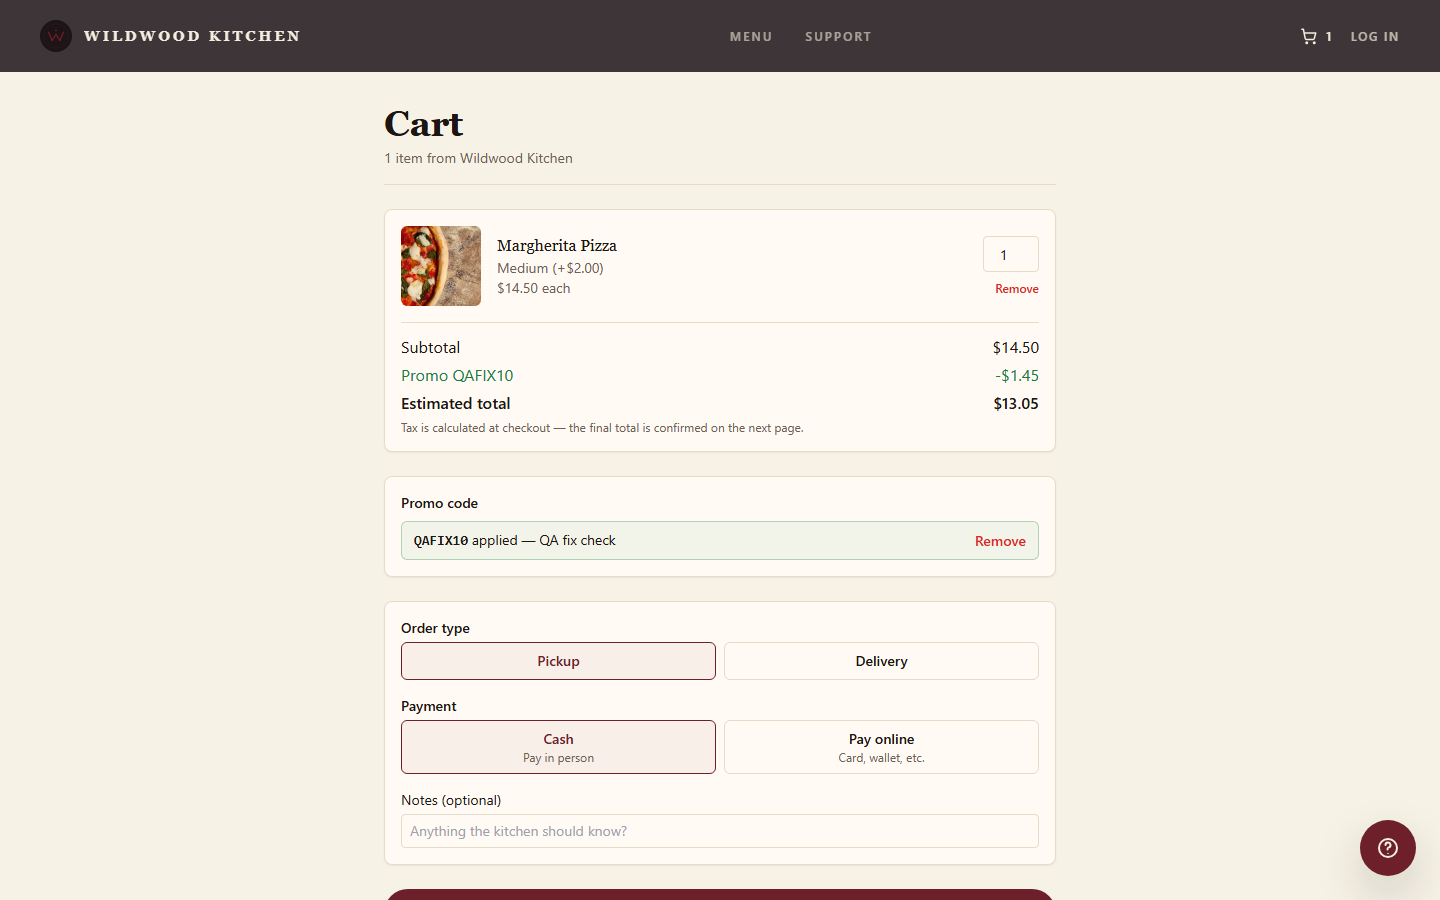 W WILDWOOD KITCHEN
MENU
SUPPORT
1
LOG IN
Cart
1 item from Wildwood Kitchen
Margherita Pizza
Medium (+$2.00)
$14.50 each
1
Remove
Subtotal $14.50
Promo QAFIX10 -$1.45
Estimated total $13.05
Tax is calculated at checkout — the final total is confirmed on the next page.
Promo code
QAFIX10 applied — QA fix check Remove
Order type
Pickup Delivery
Payment
Cash Pay online
Pay in person Card, wallet, etc.
Notes (optional)
Anything the kitchen should know?